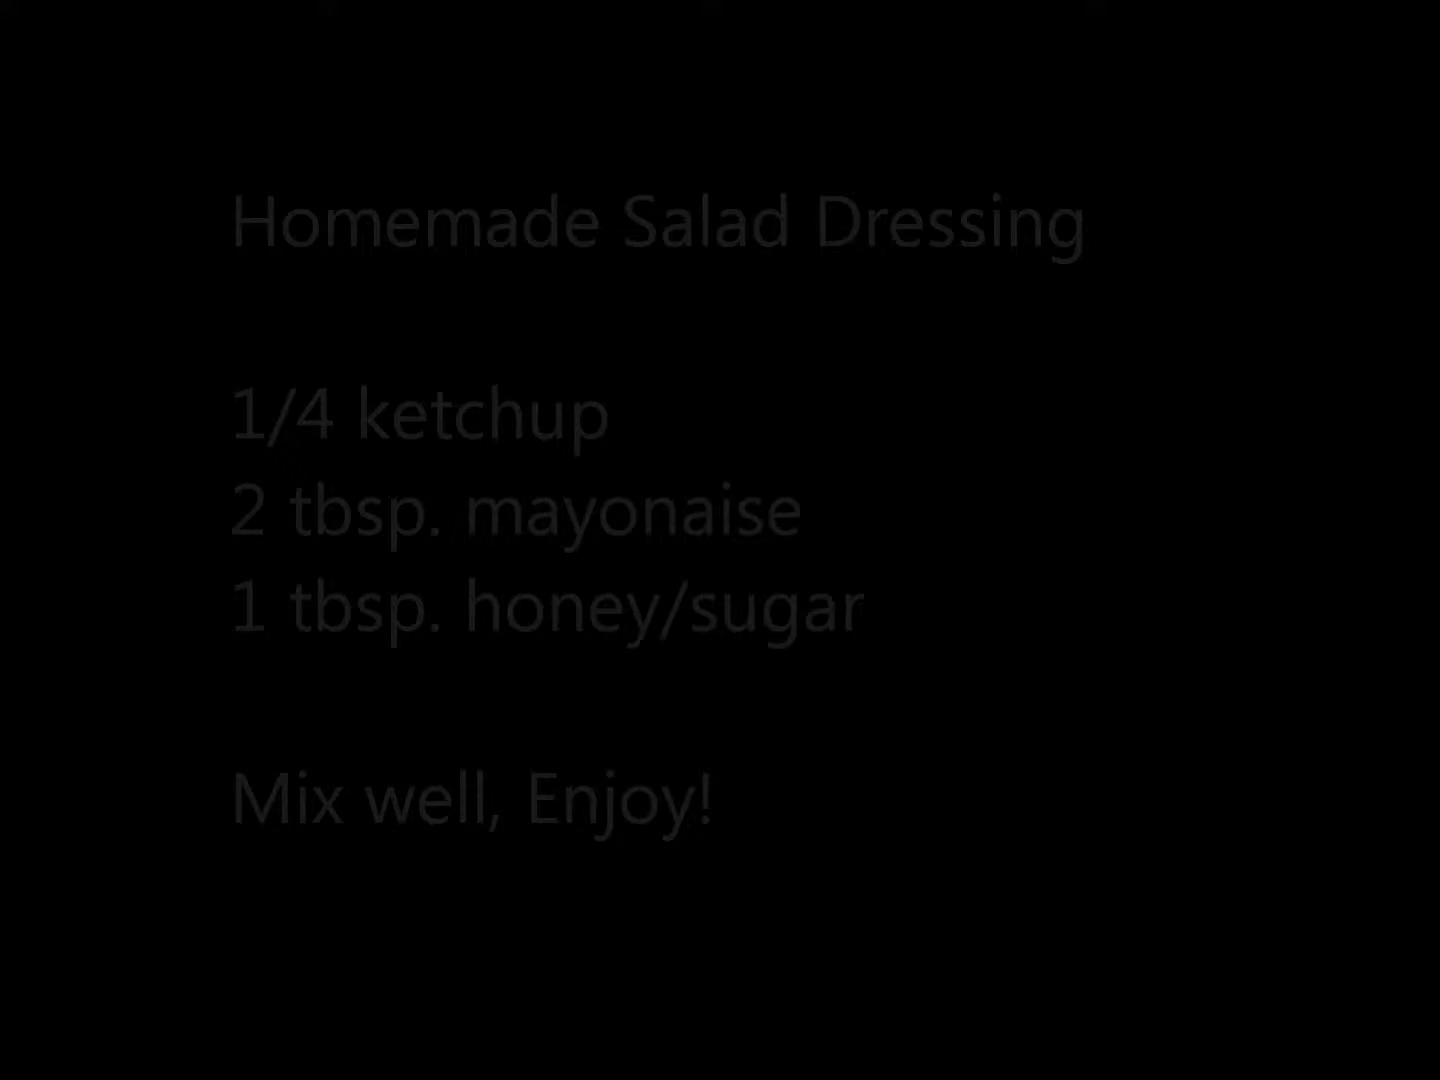 Homemade Salad Dressing
1/4 ketchup
2 tbsp. mayonaise
1 tbsp. honey/sugar
Mix well, Enjoy!